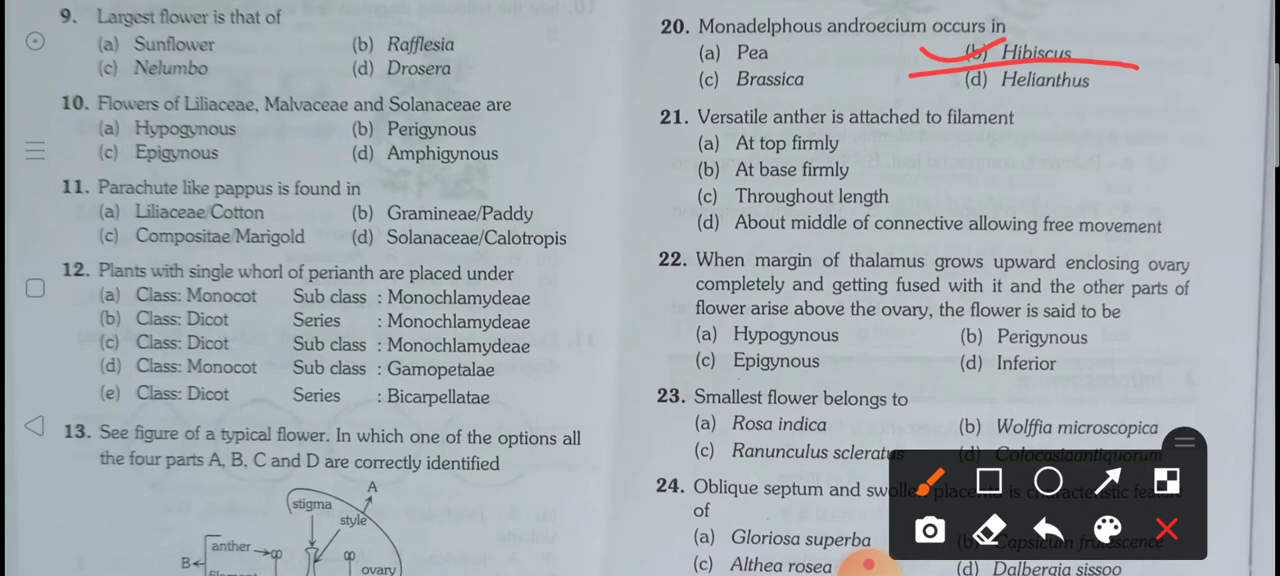 9. Largest flower is that of
(a) Sunflower (b) Rafflesia
(c) Nelumbo (d) Drosera
10. Flowers of Liliaceae, Malvaceae and Solanaceae are
(a) Hypogynous (b) Perigynous
(c) Epigynous (d) Amphigynous
11. Parachute like pappus is found in
(a) Liliaceae/Cotton (b) Gramineae/Paddy
(c) Compositae/Marigold (d) Solanaceae/Calotropis
12. Plants with single whorl of perianth are placed under
(a) Class: Monocot Sub class : Monochlamydeae
(b) Class: Dicot Series : Monochlamydeae
(c) Class: Dicot Sub class : Monochlamydeae
(d) Class: Monocot Sub class : Gamopetalae
(e) Class: Dicot Series : Bicarpellatae
13. See figure of a typical flower. In which one of the options all
the four parts A, B, C and D are correctly identified
A
stigma
style
anther
B
ovary
20. Monadelphous androecium occurs in
(a) Pea (b) Hibiscus
(c) Brassica (d) Helianthus
21. Versatile anther is attached to filament
(a) At top firmly
(b) At base firmly
(c) Throughout length
(d) About middle of connective allowing free movement
22. When margin of thalamus grows upward enclosing ovary
completely and getting fused with it and the other parts of
flower arise above the ovary, the flower is said to be
(a) Hypogynous (b) Perigynous
(c) Epigynous (d) Inferior
23. Smallest flower belongs to
(a) Rosa indica (b) Wolffia microscopica
(c) Ranunculus scleratus (d) Colocasiaantiquorum
24. Oblique septum and swollen placenta is characteristic feature
of
(a) Gloriosa superba (b) Capsicum frutescence
(c) Althea rosea (d) Dalbergia sissoo